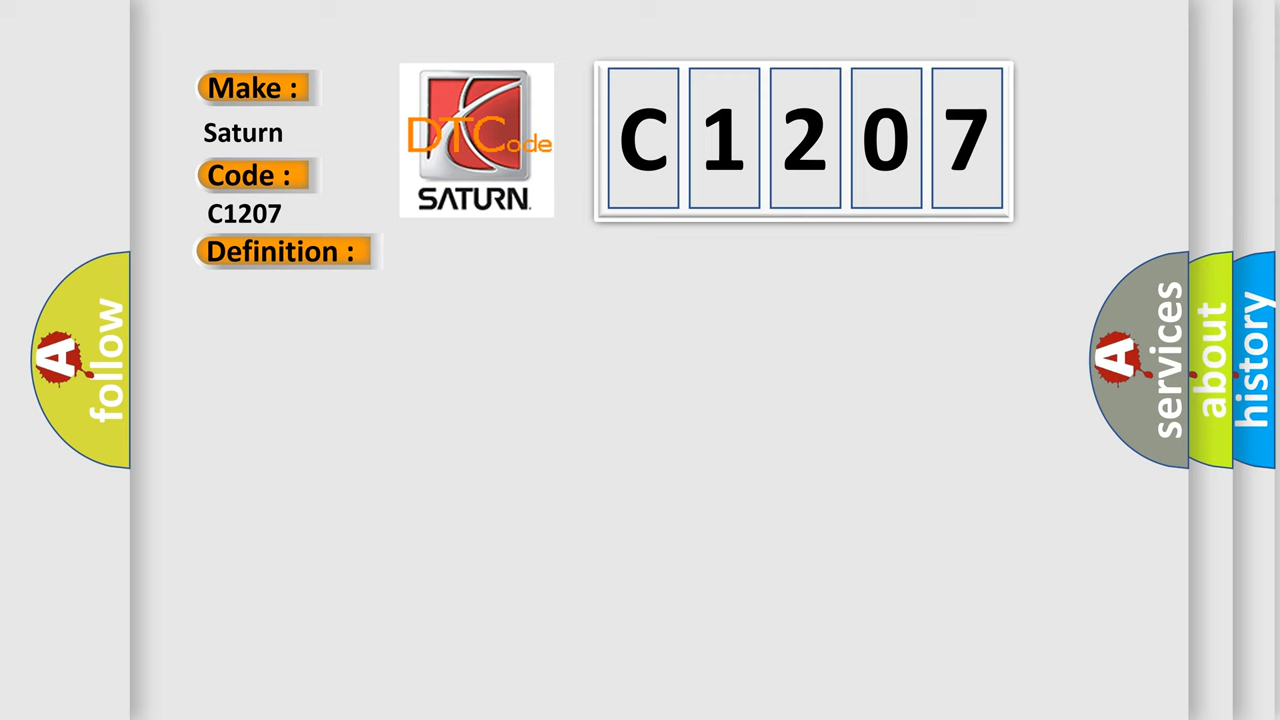 Make :
Saturn
Code :
C1207
Definition :
DTCode
SATURN
C 1 2 0 7
A follow
A services
about
history